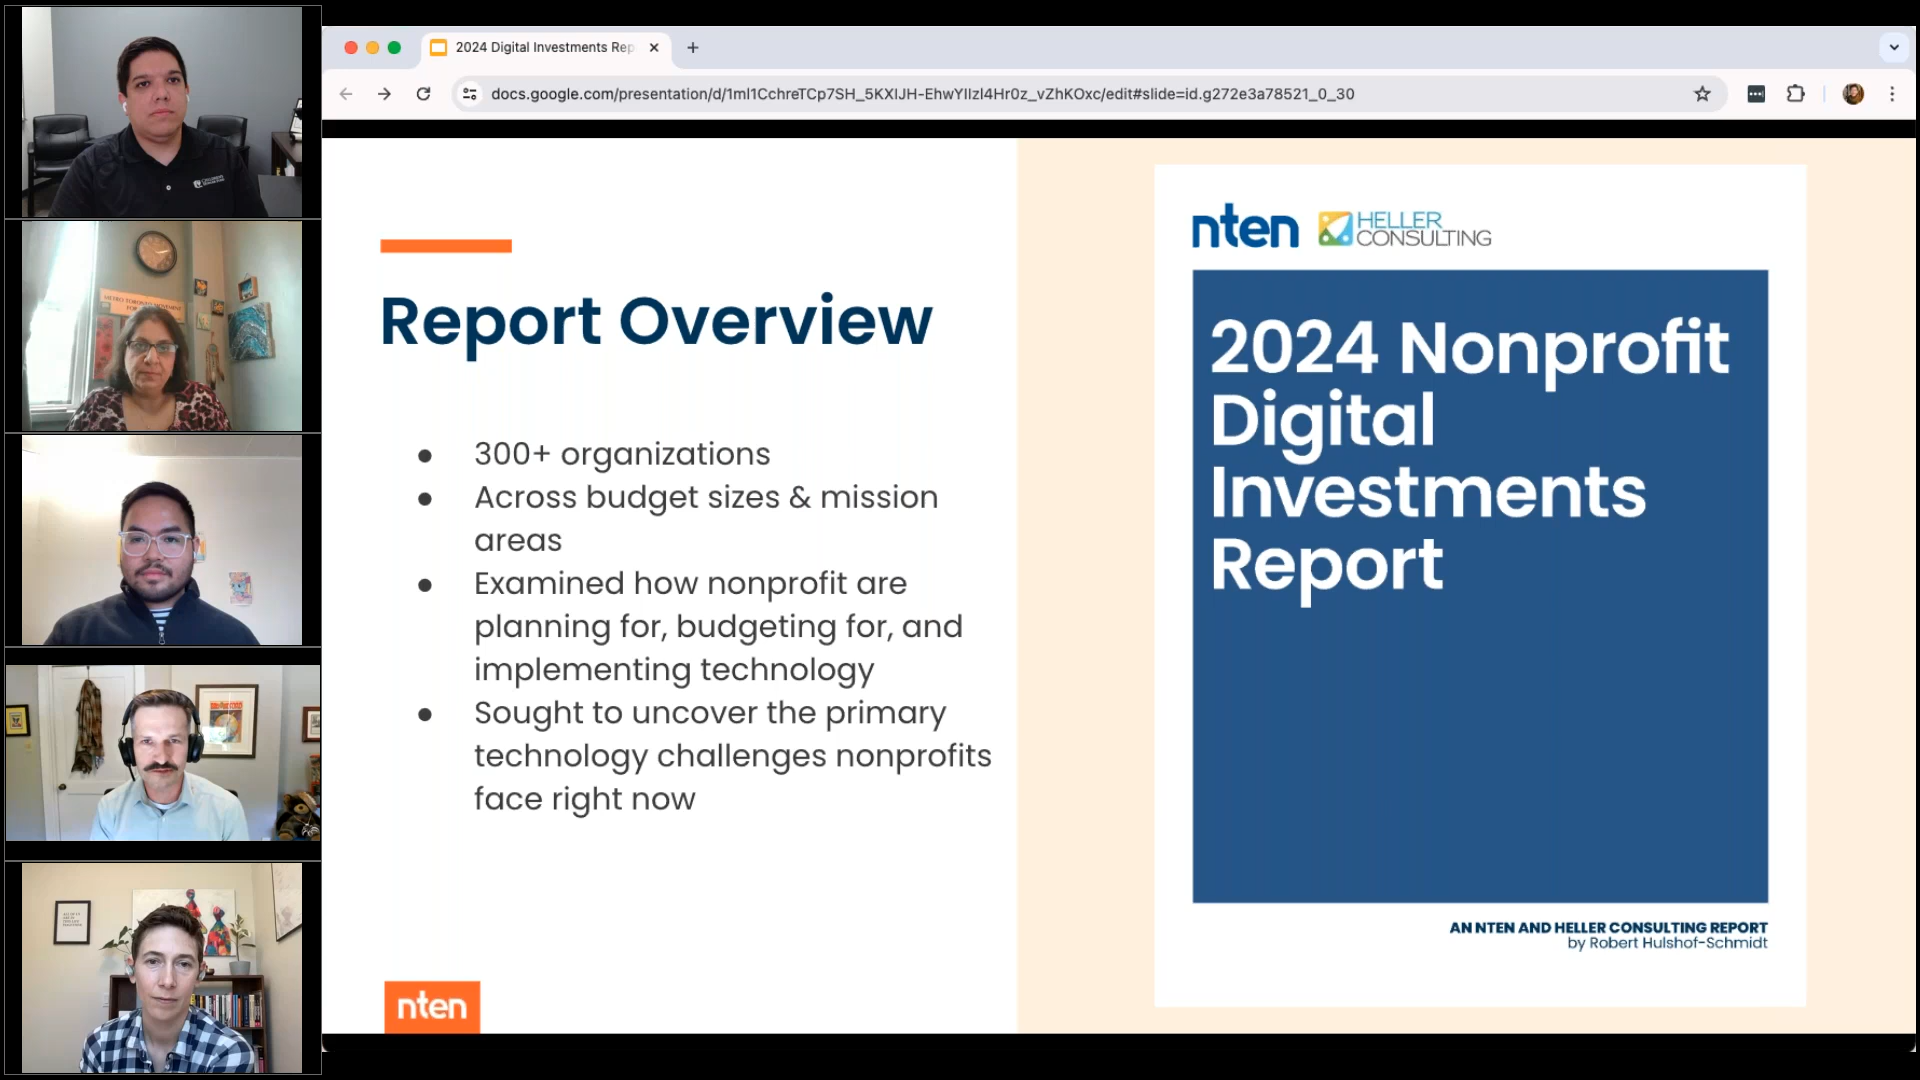 2024 Digital Investments Rep
docs.google.com/presentation/d/1ml1CchreTCp7SH_5KXIJH-EhwYIIzI4Hr0z_vZhKOxc/edit#slide=id.g272e3a78521_0_30
Report Overview
● 300+ organizations
● Across budget sizes & mission
areas
● Examined how nonprofit are
planning for, budgeting for, and
implementing technology
● Sought to uncover the primary
technology challenges nonprofits
face right now
nten
nten HELLER
CONSULTING
2024 Nonprofit
Digital
Investments
Report
AN NTEN AND HELLER CONSULTING REPORT
by Robert Hulshof-Schmidt